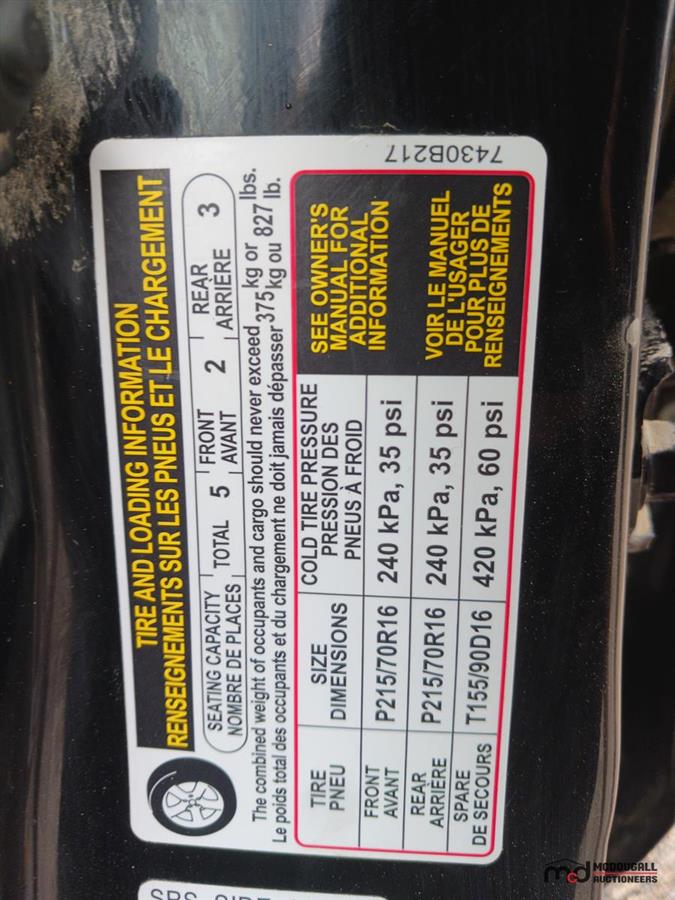 TIRE AND LOADING INFORMATION
RENSEIGNEMENTS SUR LES PNEUS ET LE CHARGEMENT
SEATING CAPACITY
NOMBRE DE PLACES
TOTAL 5
FRONT
AVANT
2
REAR
ARRIÈRE
3
The combined weight of occupants and cargo should never exceed 375 kg or 827 lbs.
Le poids total des occupants et du chargement ne doit jamais dépasser 375 kg ou 827 lb.
TIRE
PNEU
SIZE
DIMENSIONS
COLD TIRE PRESSURE
PRESSION DES
PNEUS À FROID
FRONT
AVANT
P215/70R16
240 kPa, 35 psi
REAR
ARRIÈRE
P215/70R16
240 kPa, 35 psi
SPARE
DE SECOURS
T155/90D16
420 kPa, 60 psi
SEE OWNER'S
MANUAL FOR
ADDITIONAL
INFORMATION
VOIR LE MANUEL
DE L'USAGER
POUR PLUS DE
RENSEIGNEMENTS
7430B217
mcd
MCDOUGALL
AUCTIONEERS